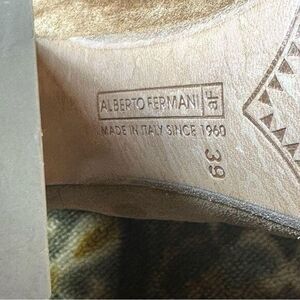 ALBERTO FERMANI aF
MADE IN ITALY SINCE 1960
39